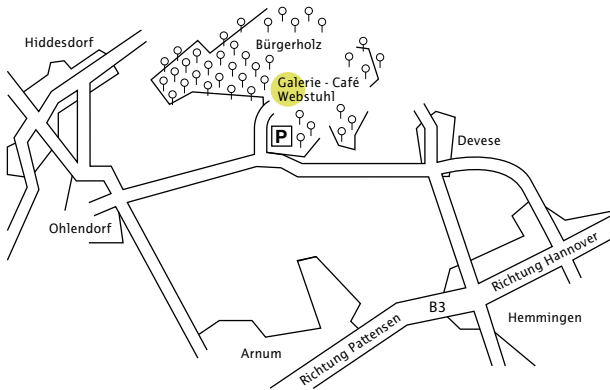 Hiddesdorf
Bürgerholz
Galerie - Café
Webstuhl
P
Devese
Ohlendorf
Richtung Hannover
B3
Hemmingen
Richtung Pattensen
Arnum